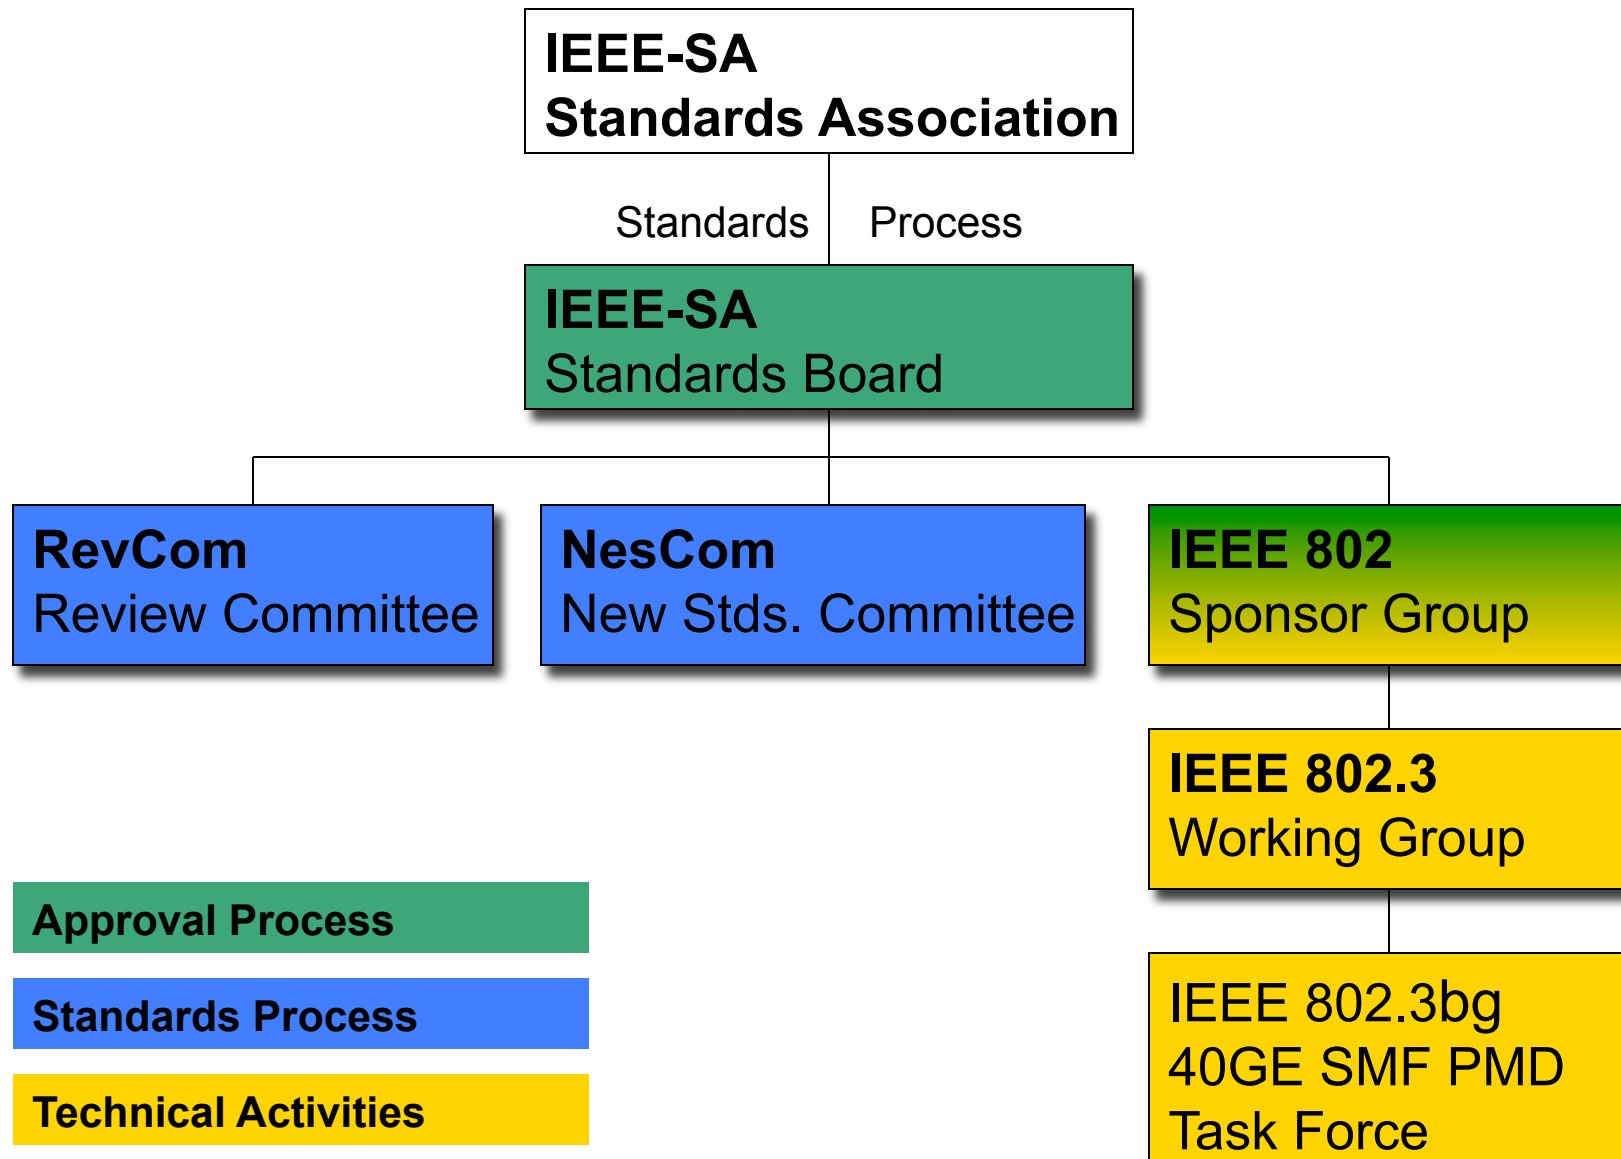 IEEE-SA
Standards Association
Standards Process
IEEE-SA
Standards Board
RevCom
Review Committee
NesCom
New Stds. Committee
IEEE 802
Sponsor Group
IEEE 802.3
Working Group
IEEE 802.3bg
40GE SMF PMD
Task Force
Approval Process
Standards Process
Technical Activities